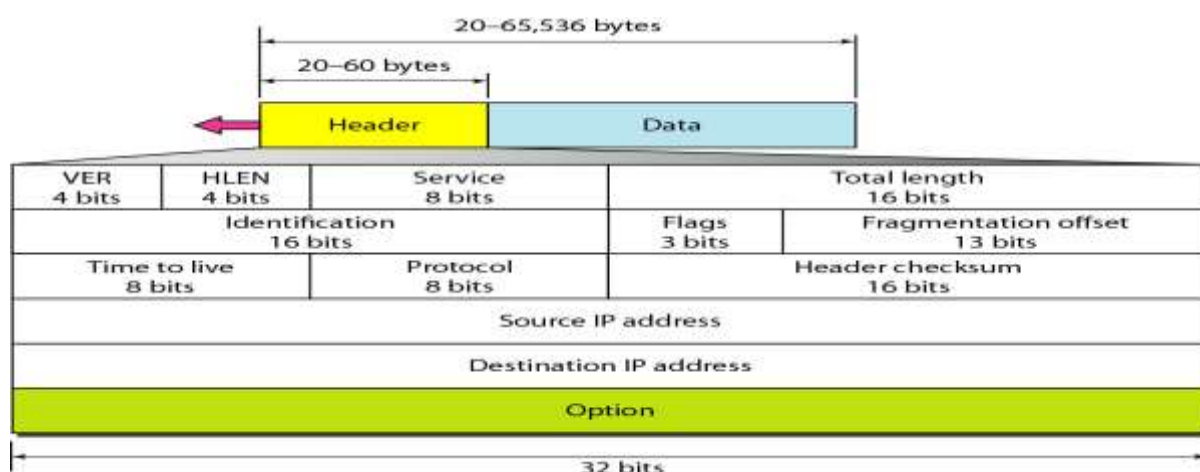 20–65,536 bytes
20–60 bytes
Header
Data
VER
4 bits
HLEN
4 bits
Service
8 bits
Total length
16 bits
Identification
16 bits
Flags
3 bits
Fragmentation offset
13 bits
Time to live
8 bits
Protocol
8 bits
Header checksum
16 bits
Source IP address
Destination IP address
Option
32 bits